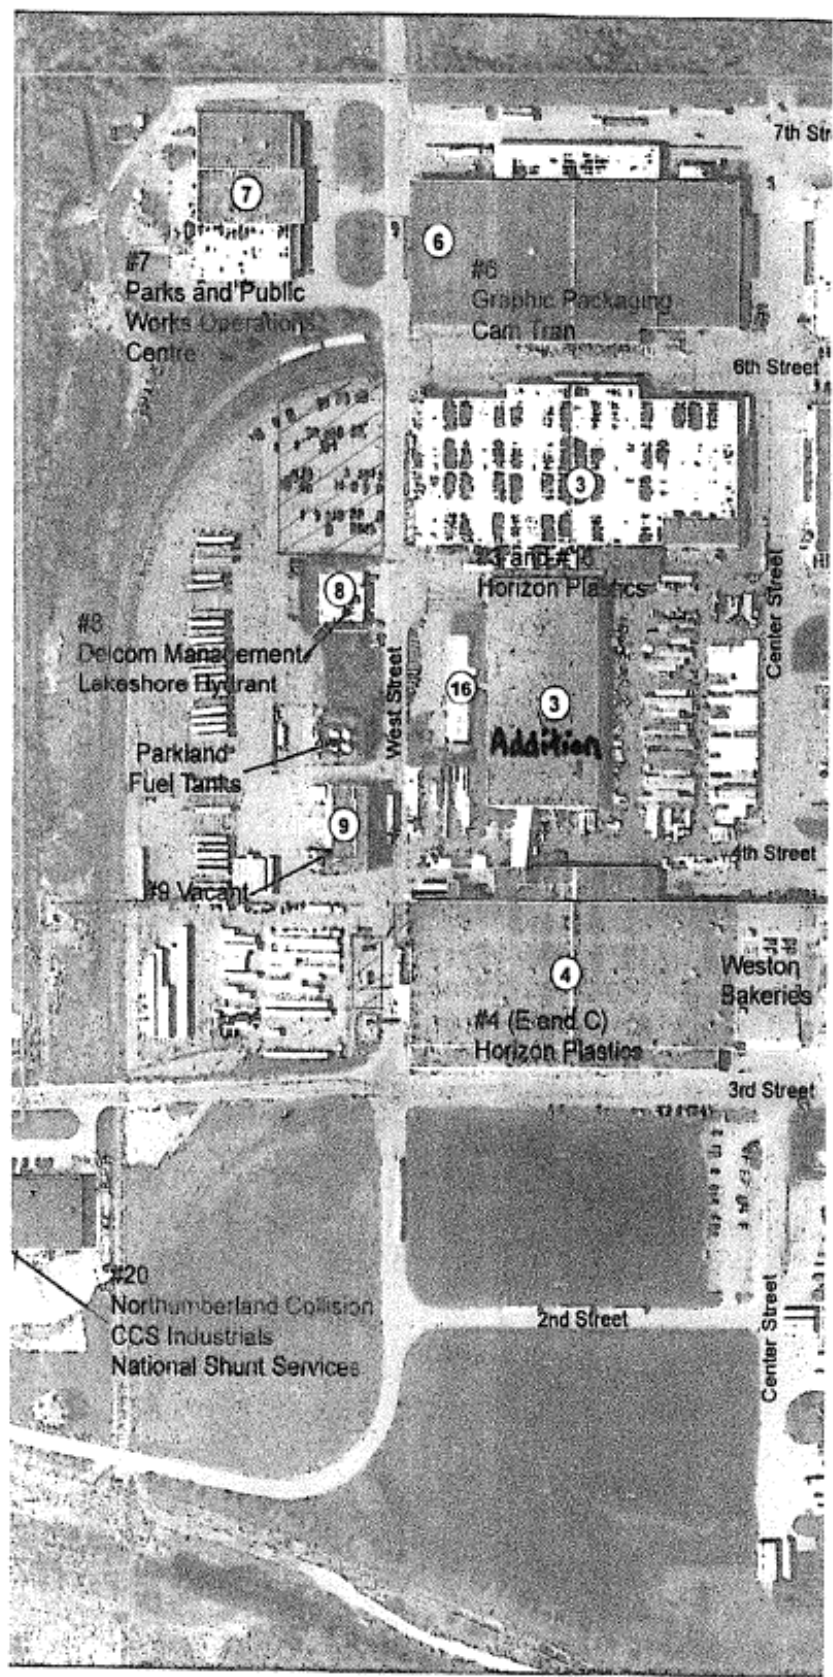 7th Str
7
6
#7
Parks and Public
Works Operations
Centre
#6
Graphic Packaging
Cam Tran
6th Street
3
#3 and #16
Horizon Plastics
8
#8
Delcom Management
Lakeshore Hydrant
Center Street
West Street
16
3
Addition
Parkland
Fuel Tanks
9
4th Street
#9 Vacant
4
Weston
Bakeries
#4 (E and C)
Horizon Plastics
3rd Street
#20
Northumberland Collision
CCS Industrials
National Shunt Services
2nd Street
Center Street